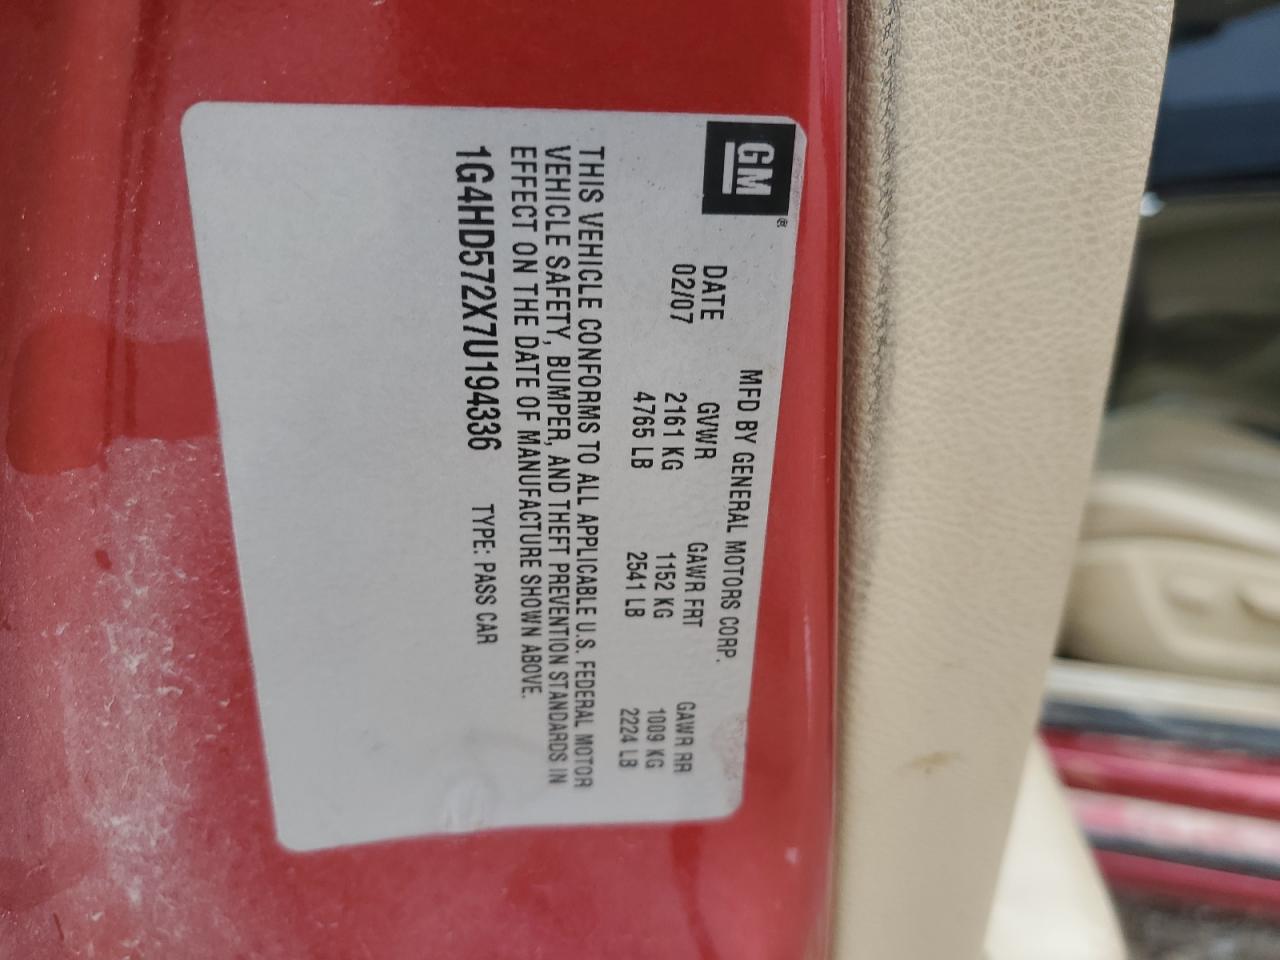 GM®
MFD BY GENERAL MOTORS CORP.
DATE GVWR GAWR FRT GAWR RR
02/07 2161 KG 1152 KG 1009 KG
4765 LB 2541 LB 2224 LB
THIS VEHICLE CONFORMS TO ALL APPLICABLE U.S. FEDERAL MOTOR
VEHICLE SAFETY, BUMPER, AND THEFT PREVENTION STANDARDS IN
EFFECT ON THE DATE OF MANUFACTURE SHOWN ABOVE.
1G4HD572X7U194336 TYPE: PASS CAR